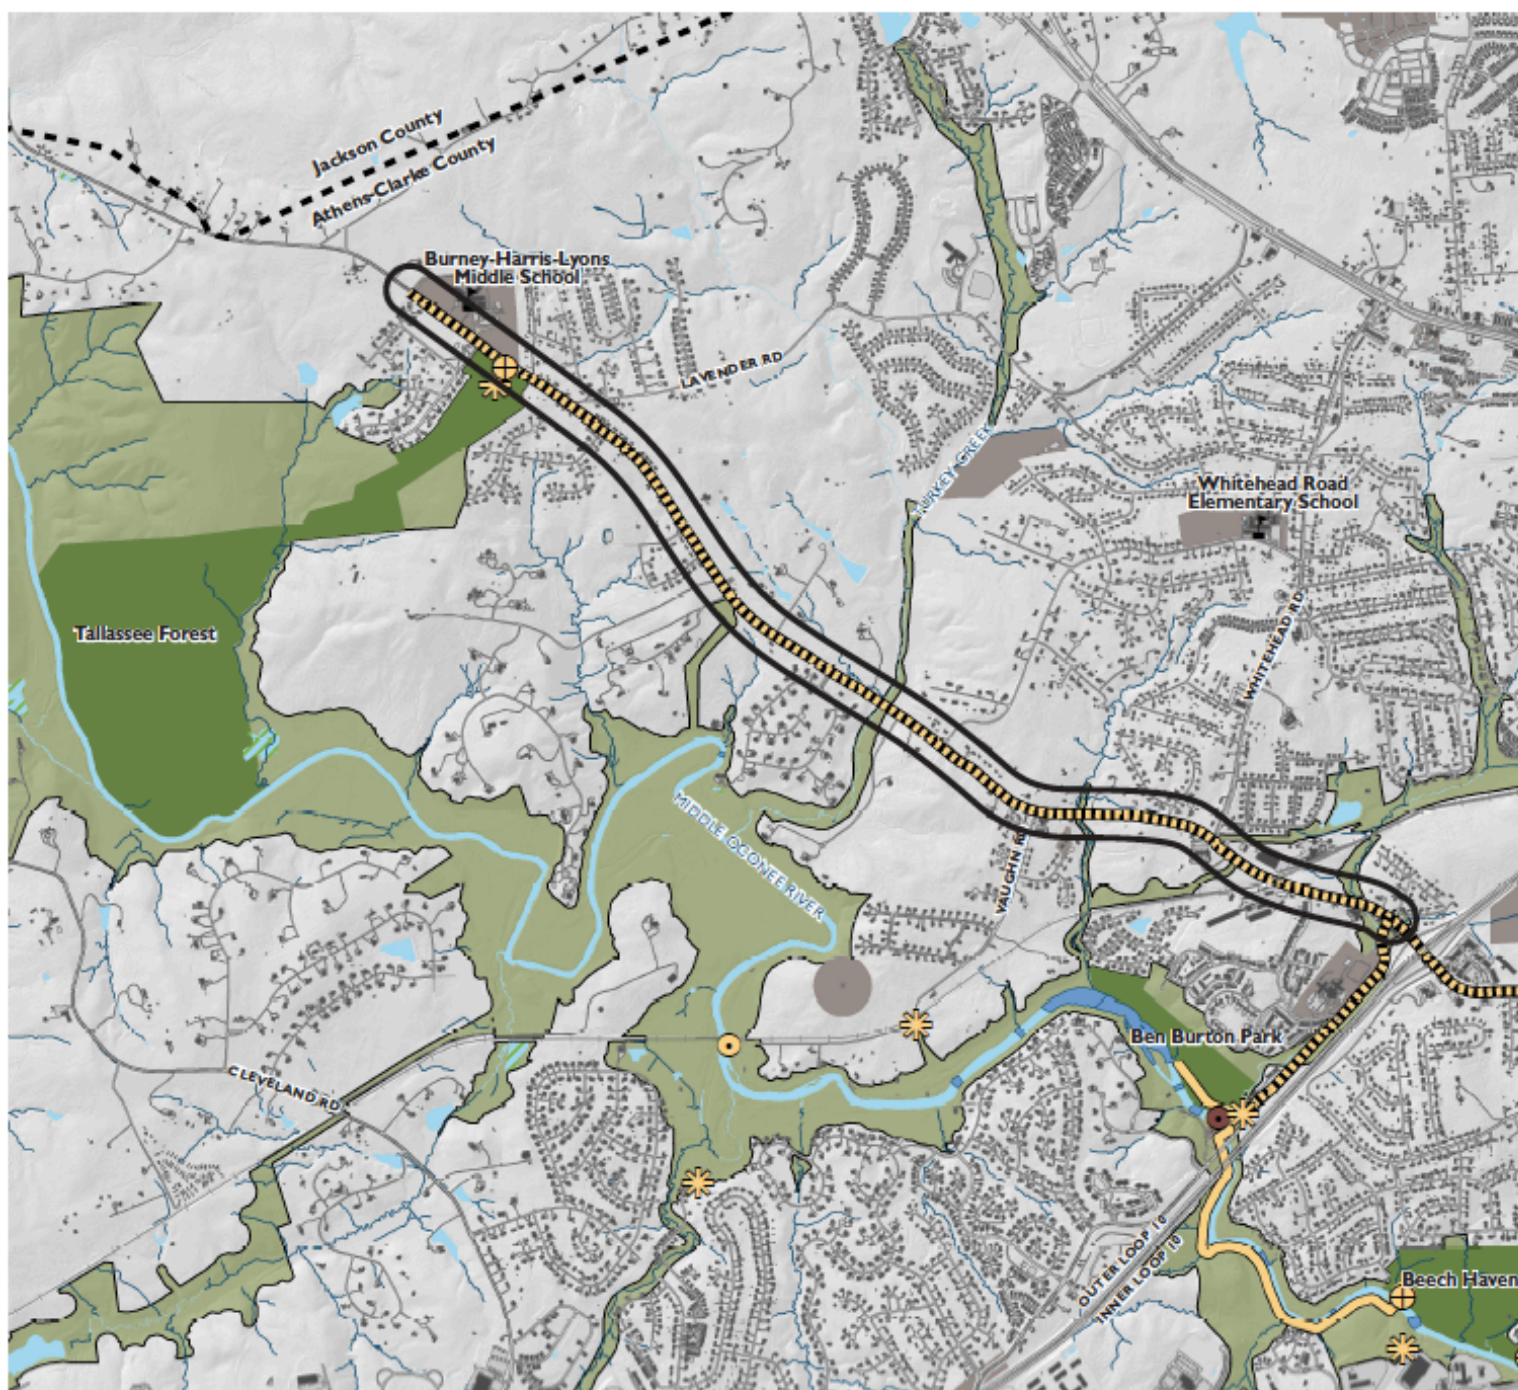 Jackson County
Athens-Clarke County
Burney-Harris-Lyons
Middle School
LAVENDER RD
TURKEY CREEK
Whitehead Road
Elementary School
WHITEHEAD RD
Tallassee Forest
MIDDLE OCONEE RIVER
VAUGHN RD
Ben Burton Park
CLEVELAND RD
OUTER LOOP 10
INNER LOOP 10
Beech Haven